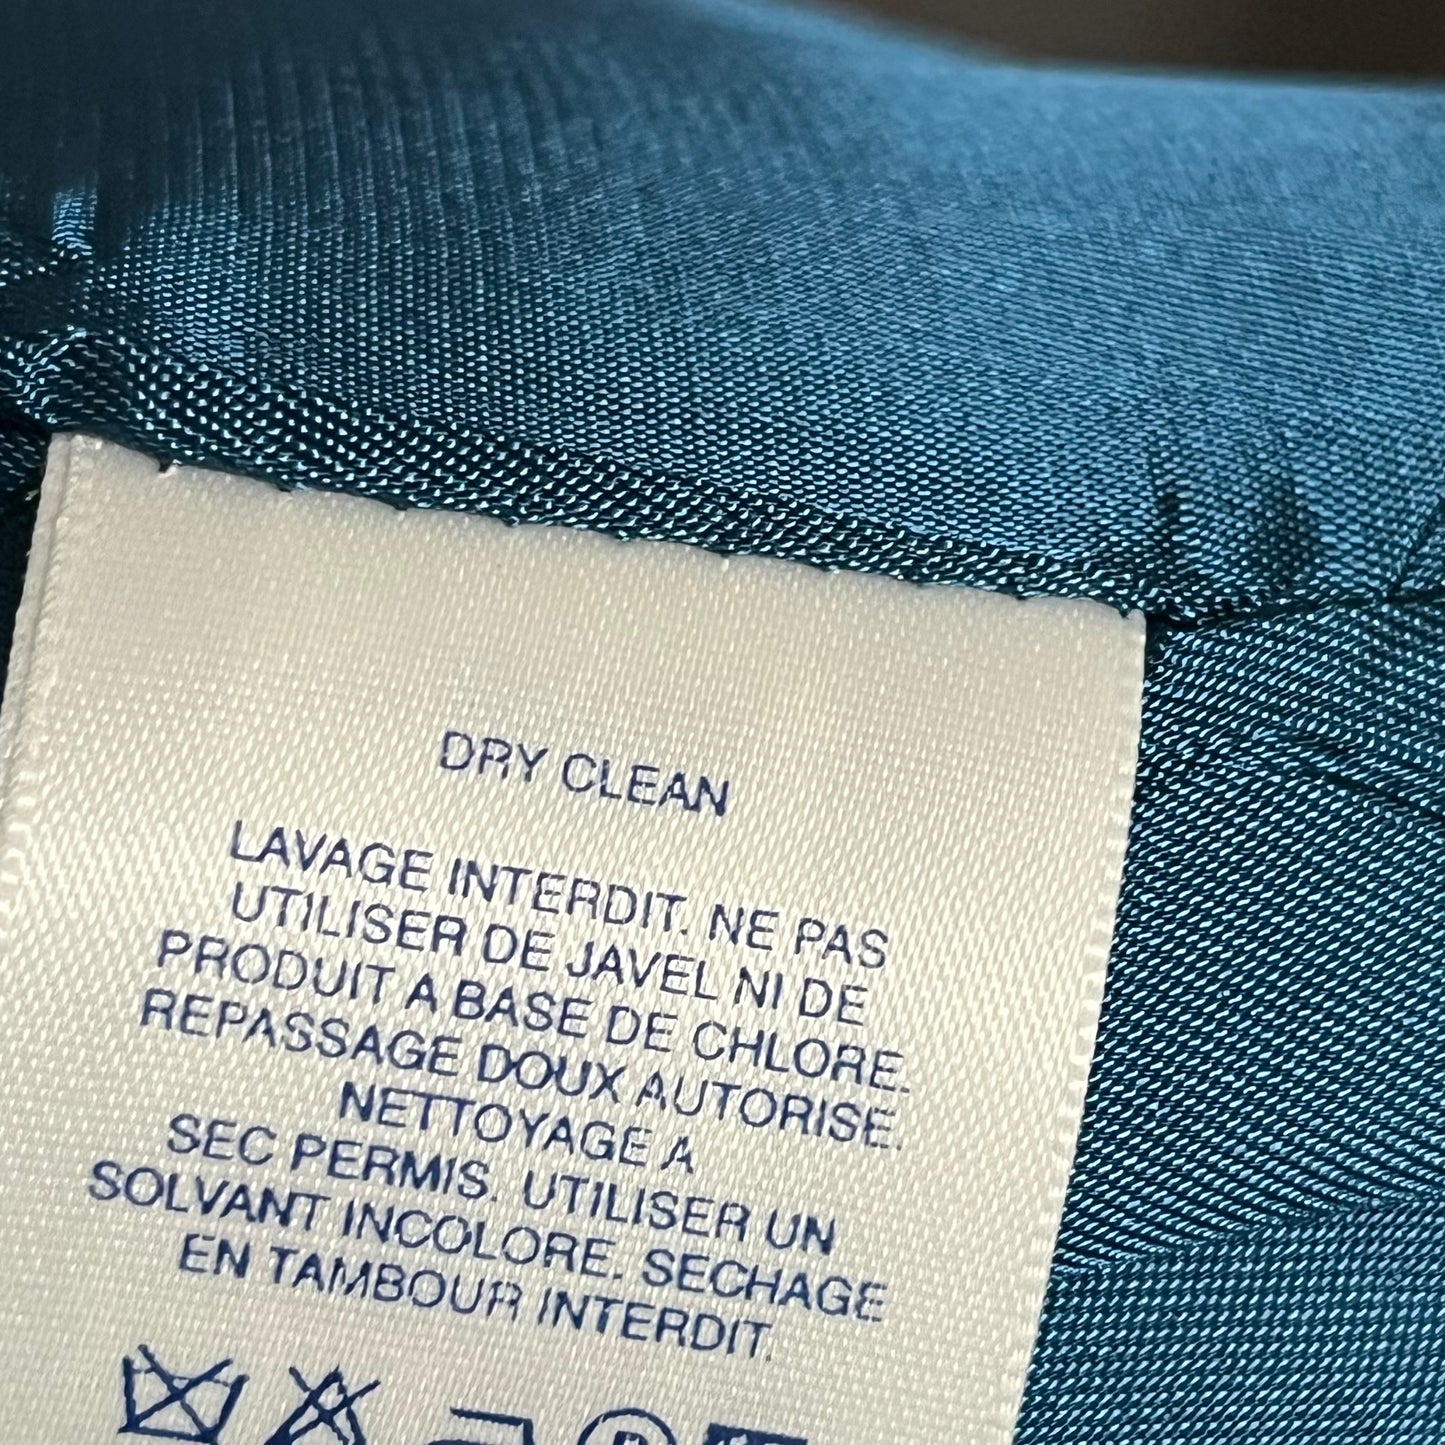 DRY CLEAN
LAVAGE INTERDIT. NE PAS
UTILISER DE JAVEL NI DE
PRODUIT A BASE DE CHLORE.
REPASSAGE DOUX AUTORISE.
NETTOYAGE A
SEC PERMIS. UTILISER UN
SOLVANT INCOLORE. SECHAGE
EN TAMBOUR INTERDIT.